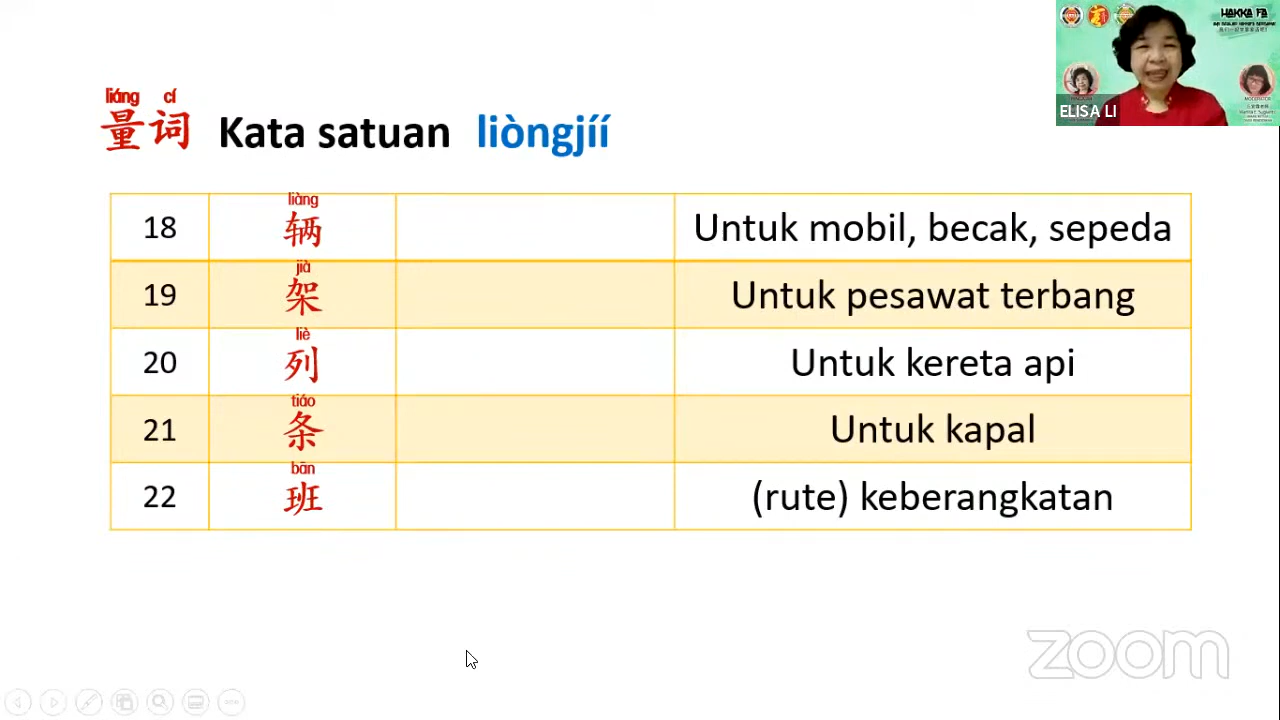 HAKKA FA
ELISA LI
MODERATOR
liáng cí
量词 Kata satuan liòngjíí
18 liàng 辆 Untuk mobil, becak, sepeda
19 jià 架 Untuk pesawat terbang
20 liè 列 Untuk kereta api
21 tiáo 条 Untuk kapal
22 bān 班 (rute) keberangkatan
zoom